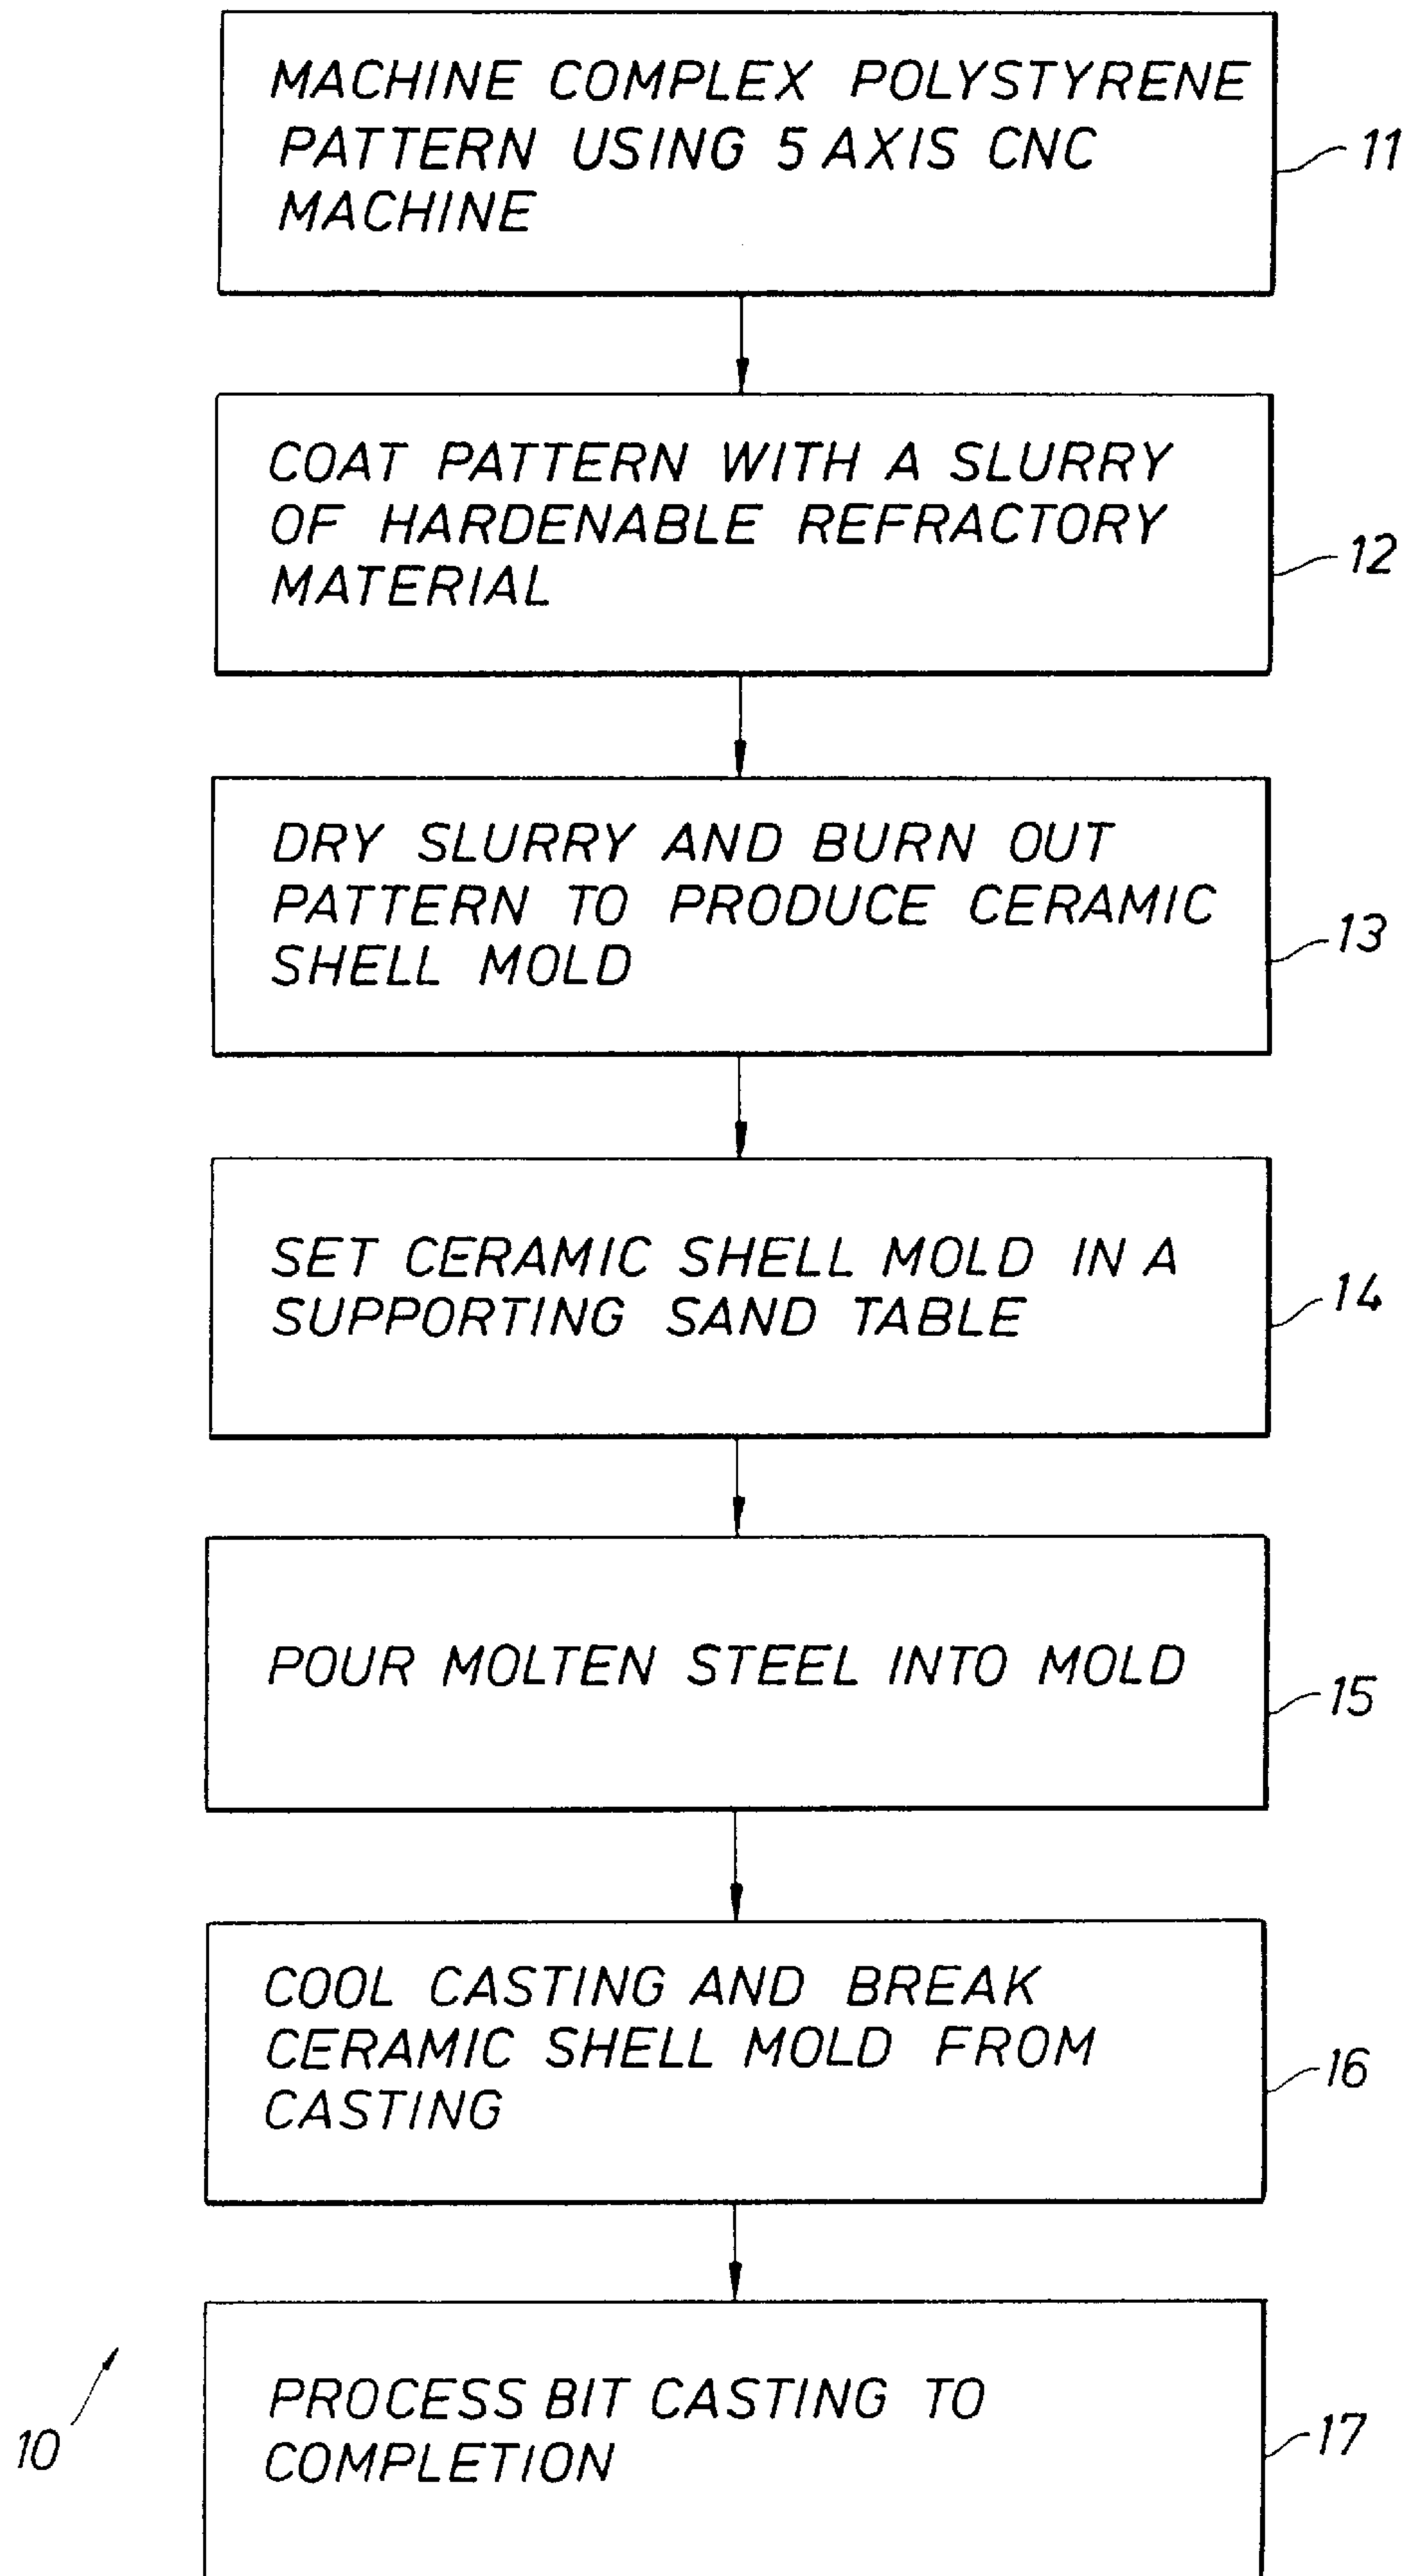 MACHINE COMPLEX POLYSTYRENE
PATTERN USING 5 AXIS CNC
MACHINE
11
COAT PATTERN WITH A SLURRY
OF HARDENABLE REFRACTORY
MATERIAL
12
DRY SLURRY AND BURN OUT
PATTERN TO PRODUCE CERAMIC
SHELL MOLD
13
SET CERAMIC SHELL MOLD IN A
SUPPORTING SAND TABLE
14
POUR MOLTEN STEEL INTO MOLD
15
COOL CASTING AND BREAK
CERAMIC SHELL MOLD FROM
CASTING
16
PROCESS BIT CASTING TO
COMPLETION
17
10